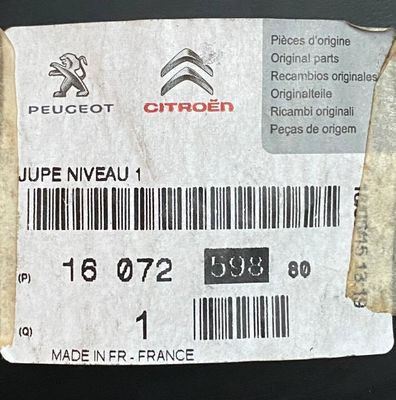 PEUGEOT
CITROËN
Pièces d'origine
Original parts
Recambios originales
Originalteile
Ricambi originali
Peças de origem
JUPE NIVEAU 1
(P) 16 072 598 80
(Q) 1
MADE IN FR - FRANCE